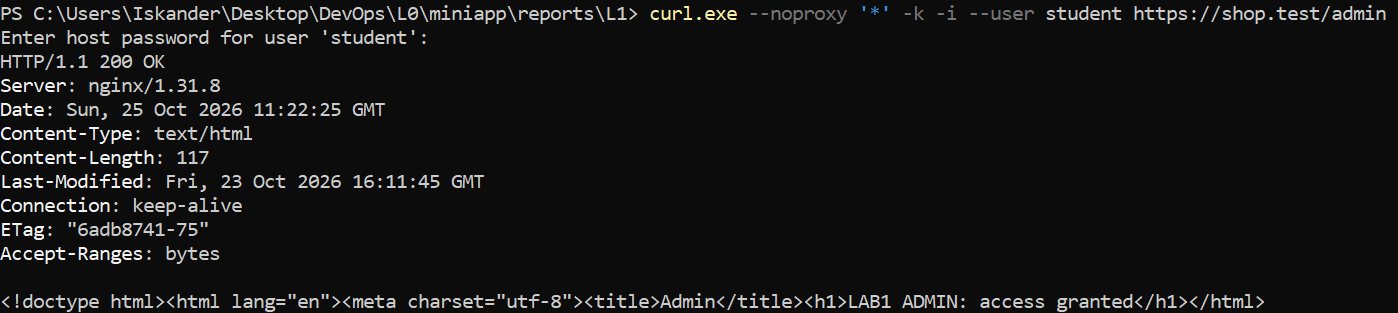 PS C:\Users\Iskander\Desktop\DevOps\L0\miniapp\reports\L1> curl.exe --noproxy '*' -k -i --user student https://shop.test/admin
Enter host password for user 'student':
HTTP/1.1 200 OK
Server: nginx/1.31.8
Date: Sun, 25 Oct 2026 11:22:25 GMT
Content-Type: text/html
Content-Length: 117
Last-Modified: Fri, 23 Oct 2026 16:11:45 GMT
Connection: keep-alive
ETag: "6adb8741-75"
Accept-Ranges: bytes
<!doctype html><html lang="en"><meta charset="utf-8"><title>Admin</title><h1>LAB1 ADMIN: access granted</h1></html>